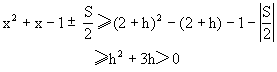 x² + x - 1 ± S/2 ⩾ (2 + h)² - (2 + h) - 1 - |S/2|
⩾ h² + 3h > 0